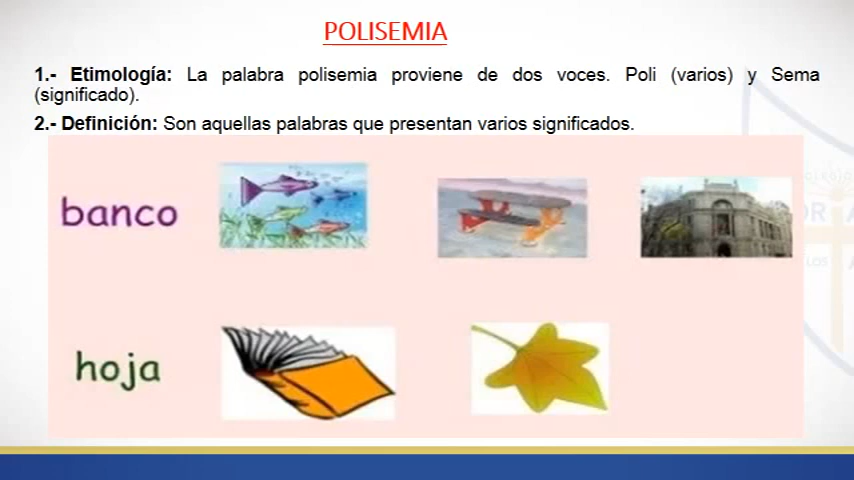 POLISEMIA
1.- Etimología: La palabra polisemia proviene de dos voces. Poli (varios) y Sema
(significado).
2.- Definición: Son aquellas palabras que presentan varios significados.
banco
hoja